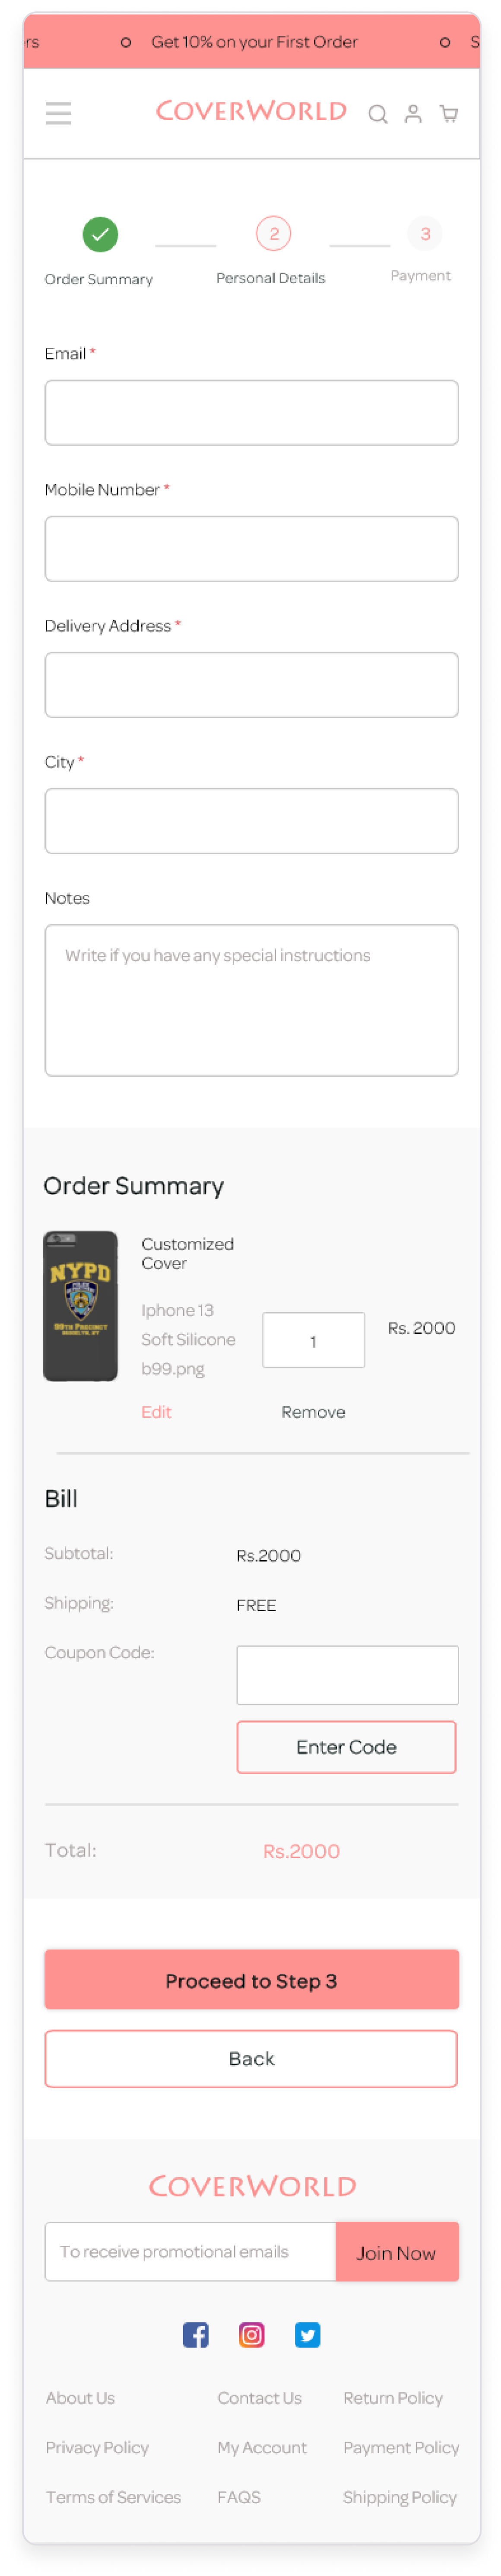 rs
Get 10% on your First Order
S
COVERWORLD
2
3
Order Summary
Personal Details
Payment
Email *
Mobile Number *
Delivery Address *
City *
Notes
Write if you have any special instructions
Order Summary
NYPD
99TH PRECINCT
BROOKLYN, NY
Customized
Cover
Iphone 13
Soft Silicone
b99.png
1
Rs. 2000
Edit
Remove
Bill
Subtotal:
Rs.2000
Shipping:
FREE
Coupon Code:
Enter Code
Total:
Rs.2000
Proceed to Step 3
Back
COVERWORLD
To receive promotional emails
Join Now
About Us
Contact Us
Return Policy
Privacy Policy
My Account
Payment Policy
Terms of Services
FAQS
Shipping Policy